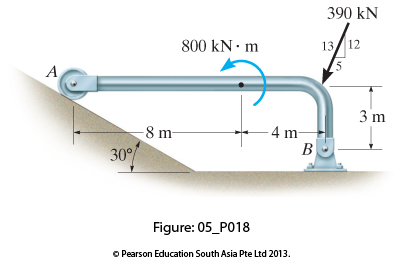 390 kN
800 kN · m
13
12
5
A
3 m
8 m
4 m
B
30°
Figure: 05_P018
© Pearson Education South Asia Pte Ltd 2013.